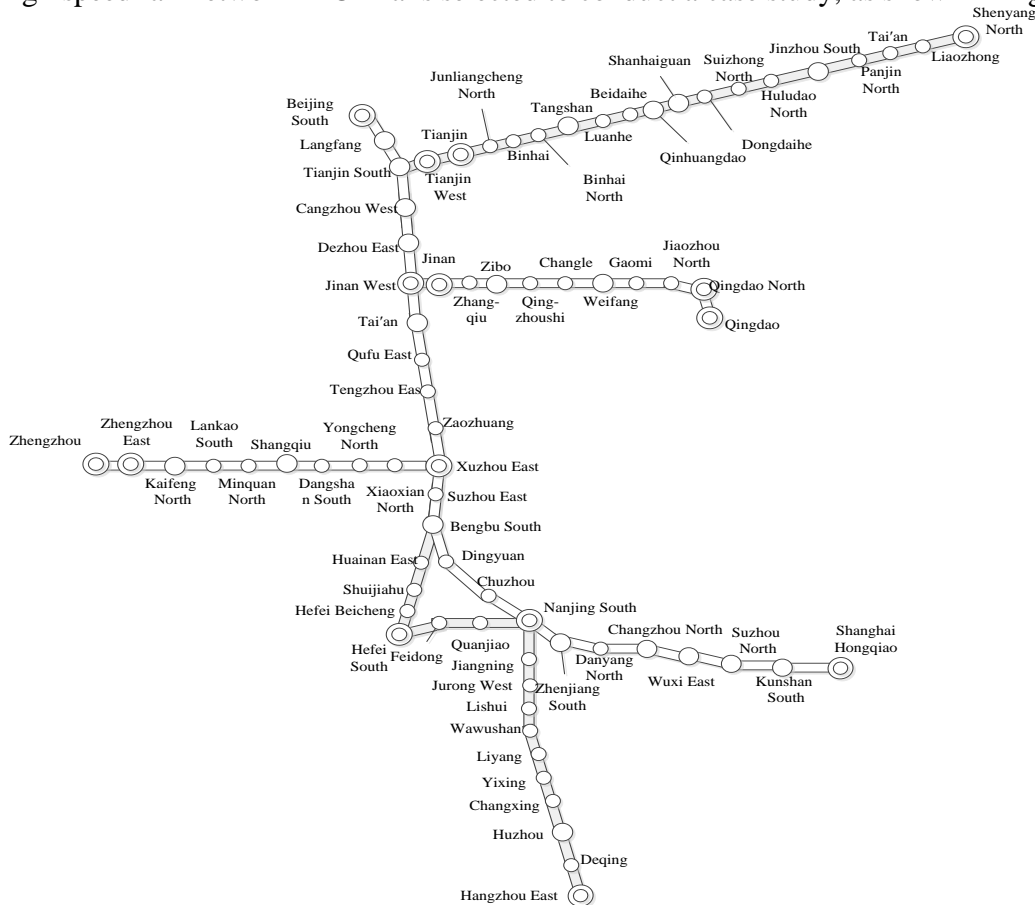 Shenyang
North
Tai'an
Jinzhou South
Liaozhong
Suizhong
North
Panjin
North
Shanhaiguan
Huludao
North
Junliangcheng
North
Beidaihe
Tangshan
Luanhe
Dongdaihe
Qinhuangdao
Beijing
South
Langfang
Tianjin
Binhai
Binhai
North
Tianjin South
Tianjin
West
Cangzhou West
Dezhou East
Jinan
Jinan West
Zibo
Changle
Gaomi
Jiaozhou
North
Zhang-
qiu
Qing-
zhoushi
Weifang
Qingdao North
Qingdao
Tai'an
Qufu East
Tengzhou Eas
Zaozhuang
Zhengzhou
Zhengzhou
East
Lankao
South
Shangqiu
Yongcheng
North
Xuzhou East
Kaifeng
North
Minquan
North
Dangsha
n South
Xiaoxian
North
Suzhou East
Bengbu South
Huainan East
Dingyuan
Shuijiahu
Chuzhou
Hefei Beicheng
Nanjing South
Hefei
South
Feidong
Quanjiao
Changzhou North
Suzhou
North
Shanghai
Hongqiao
Jiangning
Danyang
North
Wuxi East
Kunshan
South
Jurong West
Zhenjiang
South
Lishui
Wawushan
Liyang
Yixing
Changxing
Huzhou
Deqing
Hangzhou East